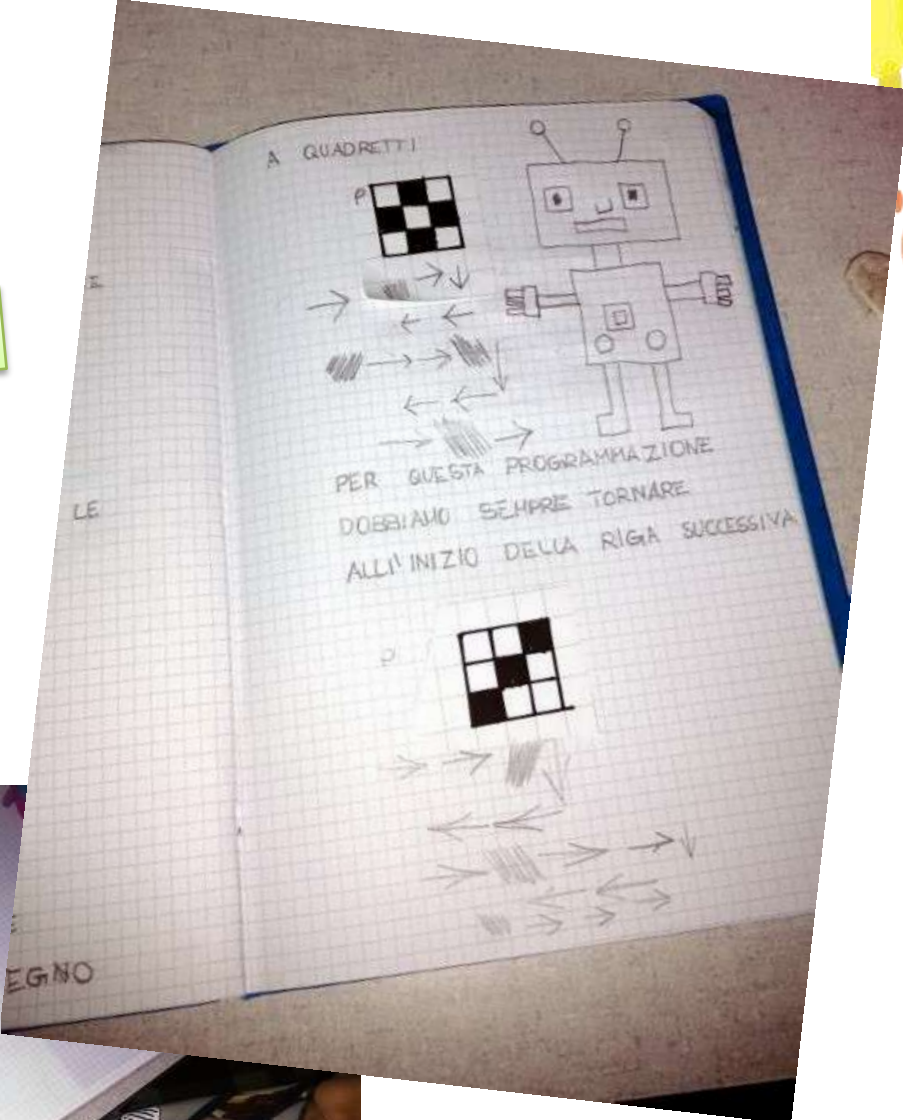 A QUADRETTI
P
PER QUESTA PROGRAMMAZIONE
DOBBIAMO SEMPRE TORNARE
ALL'INIZIO DELLA RIGA SUCCESSIVA
P
LE
EGNO